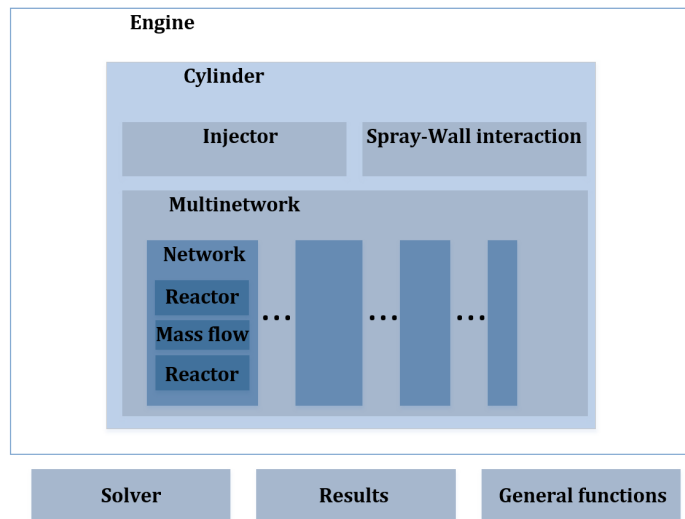 Engine
Cylinder
Injector
Spray-Wall interaction
Multinetwork
Network
Reactor
...
...
...
Mass flow
Reactor
Solver
Results
General functions